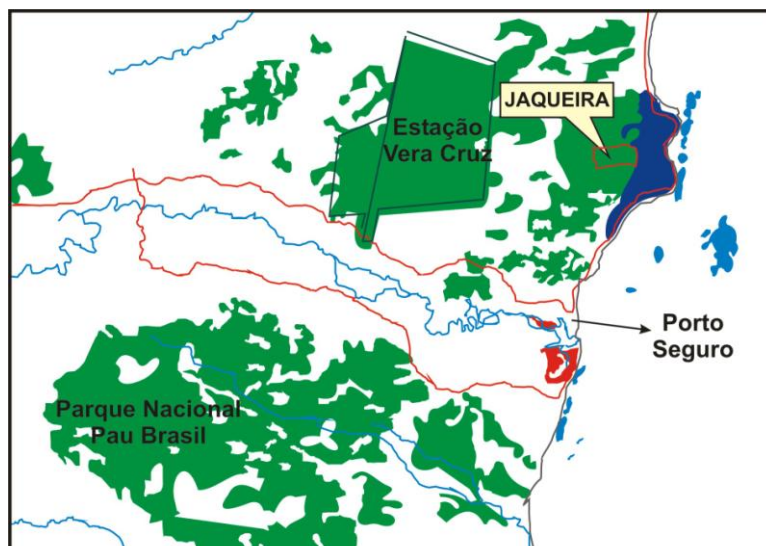 JAQUEIRA
Estação
Vera Cruz
Porto
Seguro
Parque Nacional
Pau Brasil